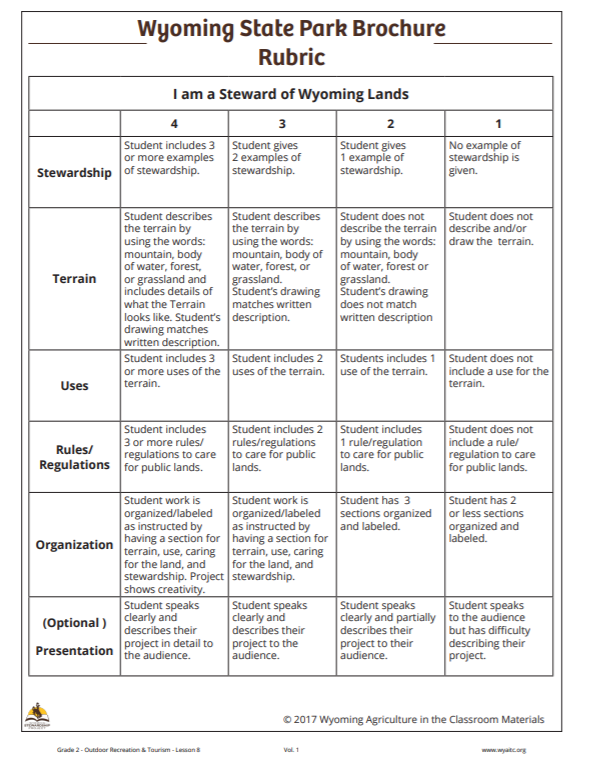 Wyoming State Park Brochure
Rubric
I am a Steward of Wyoming Lands
4
3
2
1
Stewardship
Student includes 3
or more examples
of stewardship.
Student gives
2 examples of
stewardship.
Student gives
1 example of
stewardship.
No example of
stewardship is
given.
Terrain
Student describes
the terrain by
using the words:
mountain, body
of water, forest,
or grassland and
includes details of
what the Terrain
looks like. Student's
drawing matches
written description.
Student describes
the terrain by
using the words:
mountain, body of
water, forest, or
grassland.
Student's drawing
matches written
description.
Student does not
describe the terrain
by using the words:
mountain, body
of water, forest or
grassland.
Student's drawing
does not match
written description
Student does not
describe and/or
draw the terrain.
Uses
Student includes 3
or more uses of the
terrain.
Student includes 2
uses of the terrain.
Students includes 1
use of the terrain.
Student does not
include a use for the
terrain.
Rules/
Regulations
Student includes
3 or more rules/
regulations to care
for public lands.
Student includes 2
rules/regulations
to care for public
lands.
Student includes
1 rule/regulation
to care for public
lands.
Student does not
include a rule/
regulation to care
for public lands.
Organization
Student work is
organized/labeled
as instructed by
having a section for
terrain, use, caring
for the land, and
stewardship. Project
shows creativity.
Student work is
organized/labeled
as instructed by
having a section for
terrain, use, caring
for the land, and
stewardship.
Student has 3
sections organized
and labeled.
Student has 2
or less sections
organized and
labeled.
(Optional )
Presentation
Student speaks
clearly and
describes their
project in detail to
the audience.
Student speaks
clearly and
describes their
project to the
audience.
Student speaks
clearly and partially
describes their
project to their
audience.
Student speaks
to the audience
but has difficulty
describing their
project.
STEWARDSHIP
© 2017 Wyoming Agriculture in the Classroom Materials
Grade 2 - Outdoor Recreation & Tourism - Lesson 8
Vol. 1
www.wyaitc.org